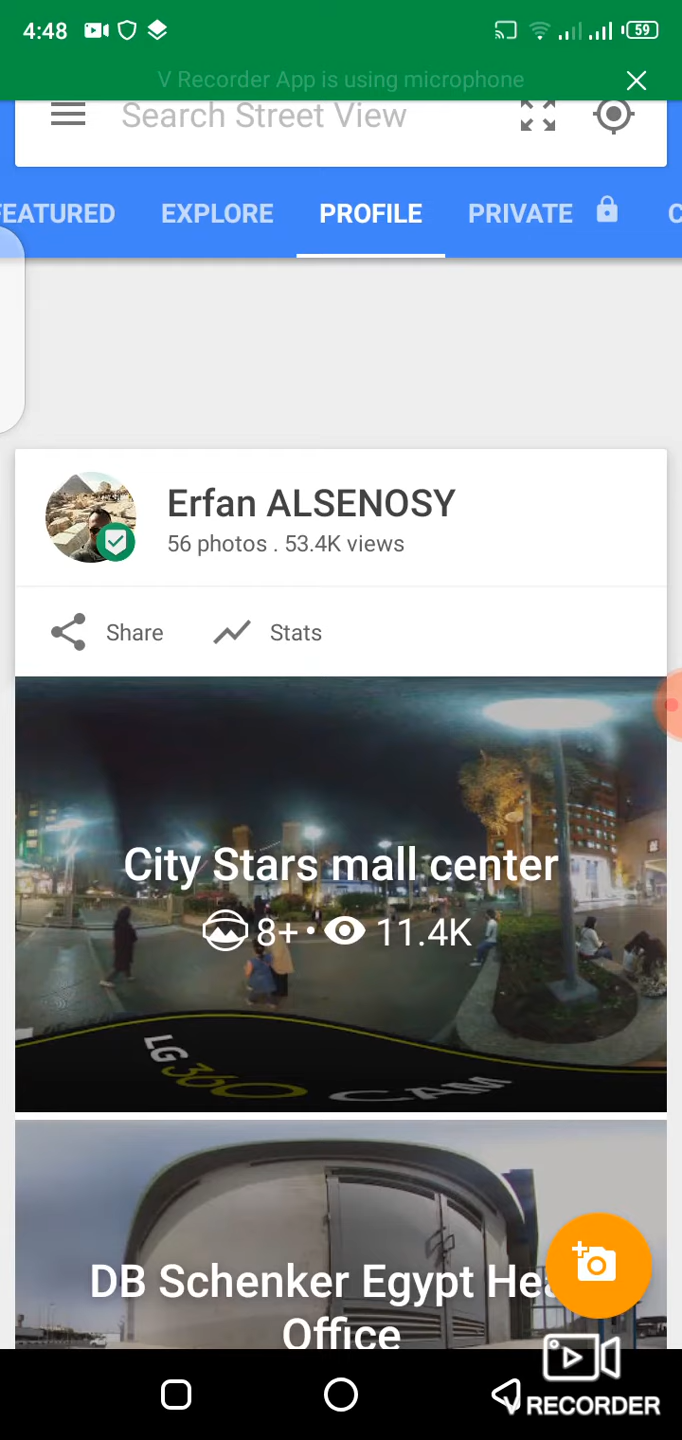 4:48
59
V Recorder App is using microphone
Search Street View
FEATURED EXPLORE PROFILE PRIVATE C
Erfan ALSENOSY
56 photos . 53.4K views
Share Stats
City Stars mall center
8+ • 11.4K
LG 360 CAM
DB Schenker Egypt Hea
Office
V RECORDER